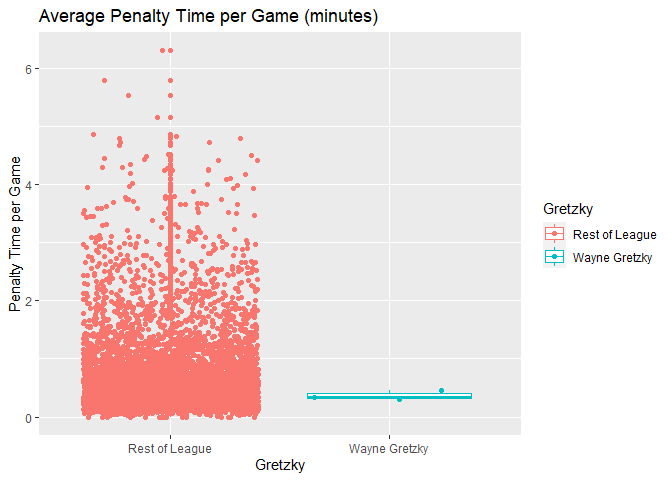 Average Penalty Time per Game (minutes)
Penalty Time per Game
6
4
2
0
Rest of League
Wayne Gretzky
Gretzky
Gretzky
Rest of League
Wayne Gretzky